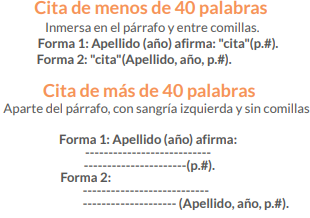 Cita de menos de 40 palabras
Inmersa en el párrafo y entre comillas.
Forma 1: Apellido (año) afirma: "cita"(p.#).
Forma 2: "cita"(Apellido, año, p.#).
Cita de más de 40 palabras
Aparte del párrafo, con sangría izquierda y sin comillas
Forma 1: Apellido (año) afirma:
---------------------------
----------------------(p.#).
Forma 2:
---------------------------
-------------------- (Apellido, año, p.#).